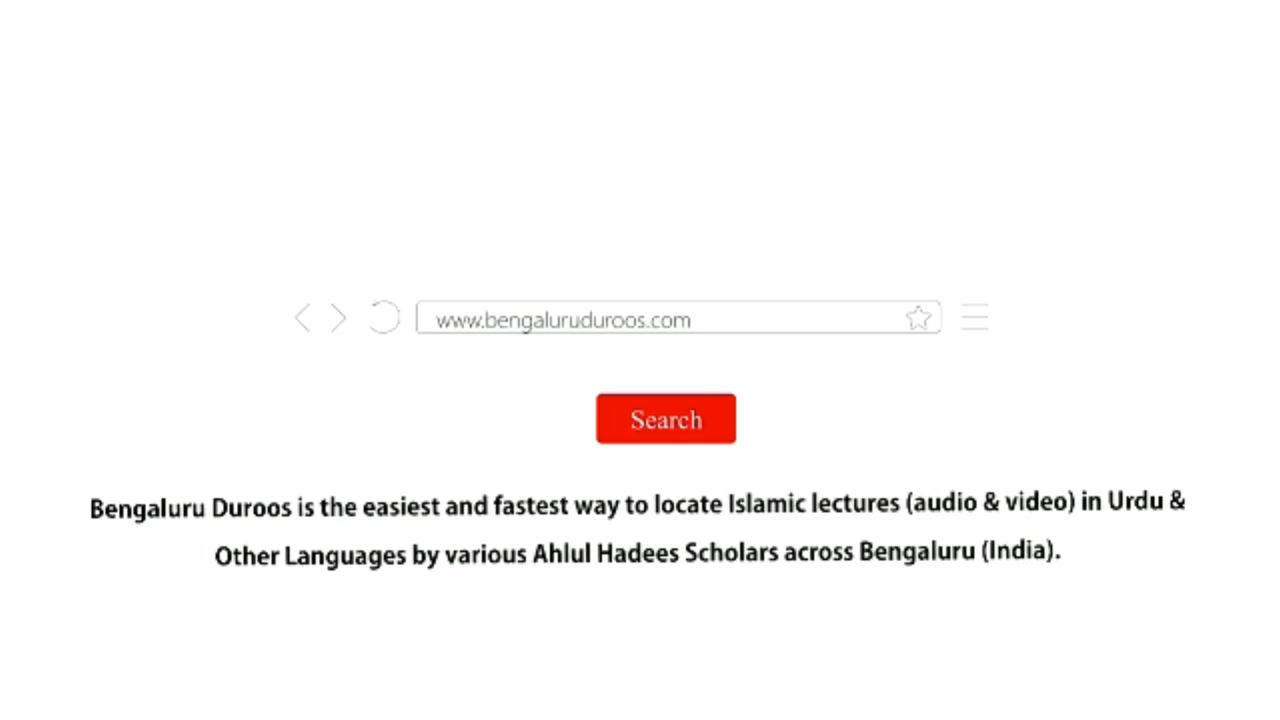 www.bengaluruduroos.com
Search
Bengaluru Duroos is the easiest and fastest way to locate Islamic lectures (audio & video) in Urdu &
Other Languages by various Ahlul Hadees Scholars across Bengaluru (India).